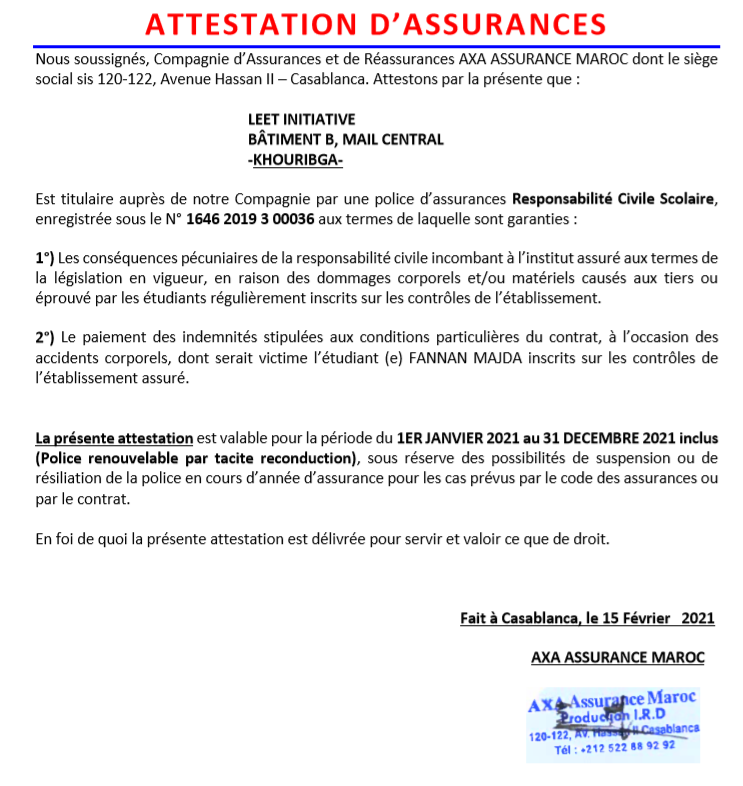 ATTESTATION D’ASSURANCES
Nous soussignés, Compagnie d’Assurances et de Réassurances AXA ASSURANCE MAROC dont le siège
social sis 120-122, Avenue Hassan II – Casablanca. Attestons par la présente que :
LEET INITIATIVE
BÂTIMENT B, MAIL CENTRAL
-KHOURIBGA-
Est titulaire auprès de notre Compagnie par une police d’assurances Responsabilité Civile Scolaire,
enregistrée sous le N° 1646 2019 3 00036 aux termes de laquelle sont garanties :
1°) Les conséquences pécuniaires de la responsabilité civile incombant à l’institut assuré aux termes de
la législation en vigueur, en raison des dommages corporels et/ou matériels causés aux tiers ou
éprouvé par les étudiants régulièrement inscrits sur les contrôles de l’établissement.
2°) Le paiement des indemnités stipulées aux conditions particulières du contrat, à l’occasion des
accidents corporels, dont serait victime l’étudiant (e) FANNAN MAJDA inscrits sur les contrôles de
l’établissement assuré.
La présente attestation est valable pour la période du 1ER JANVIER 2021 au 31 DECEMBRE 2021 inclus
(Police renouvelable par tacite reconduction), sous réserve des possibilités de suspension ou de
résiliation de la police en cours d’année d’assurance pour les cas prévus par le code des assurances ou
par le contrat.
En foi de quoi la présente attestation est délivrée pour servir et valoir ce que de droit.
Fait à Casablanca, le 15 Février 2021
AXA ASSURANCE MAROC
AXA Assurance Maroc
Production I.R.D
120-122, Av. Hassan II Casablanca
Tél : +212 522 88 92 92